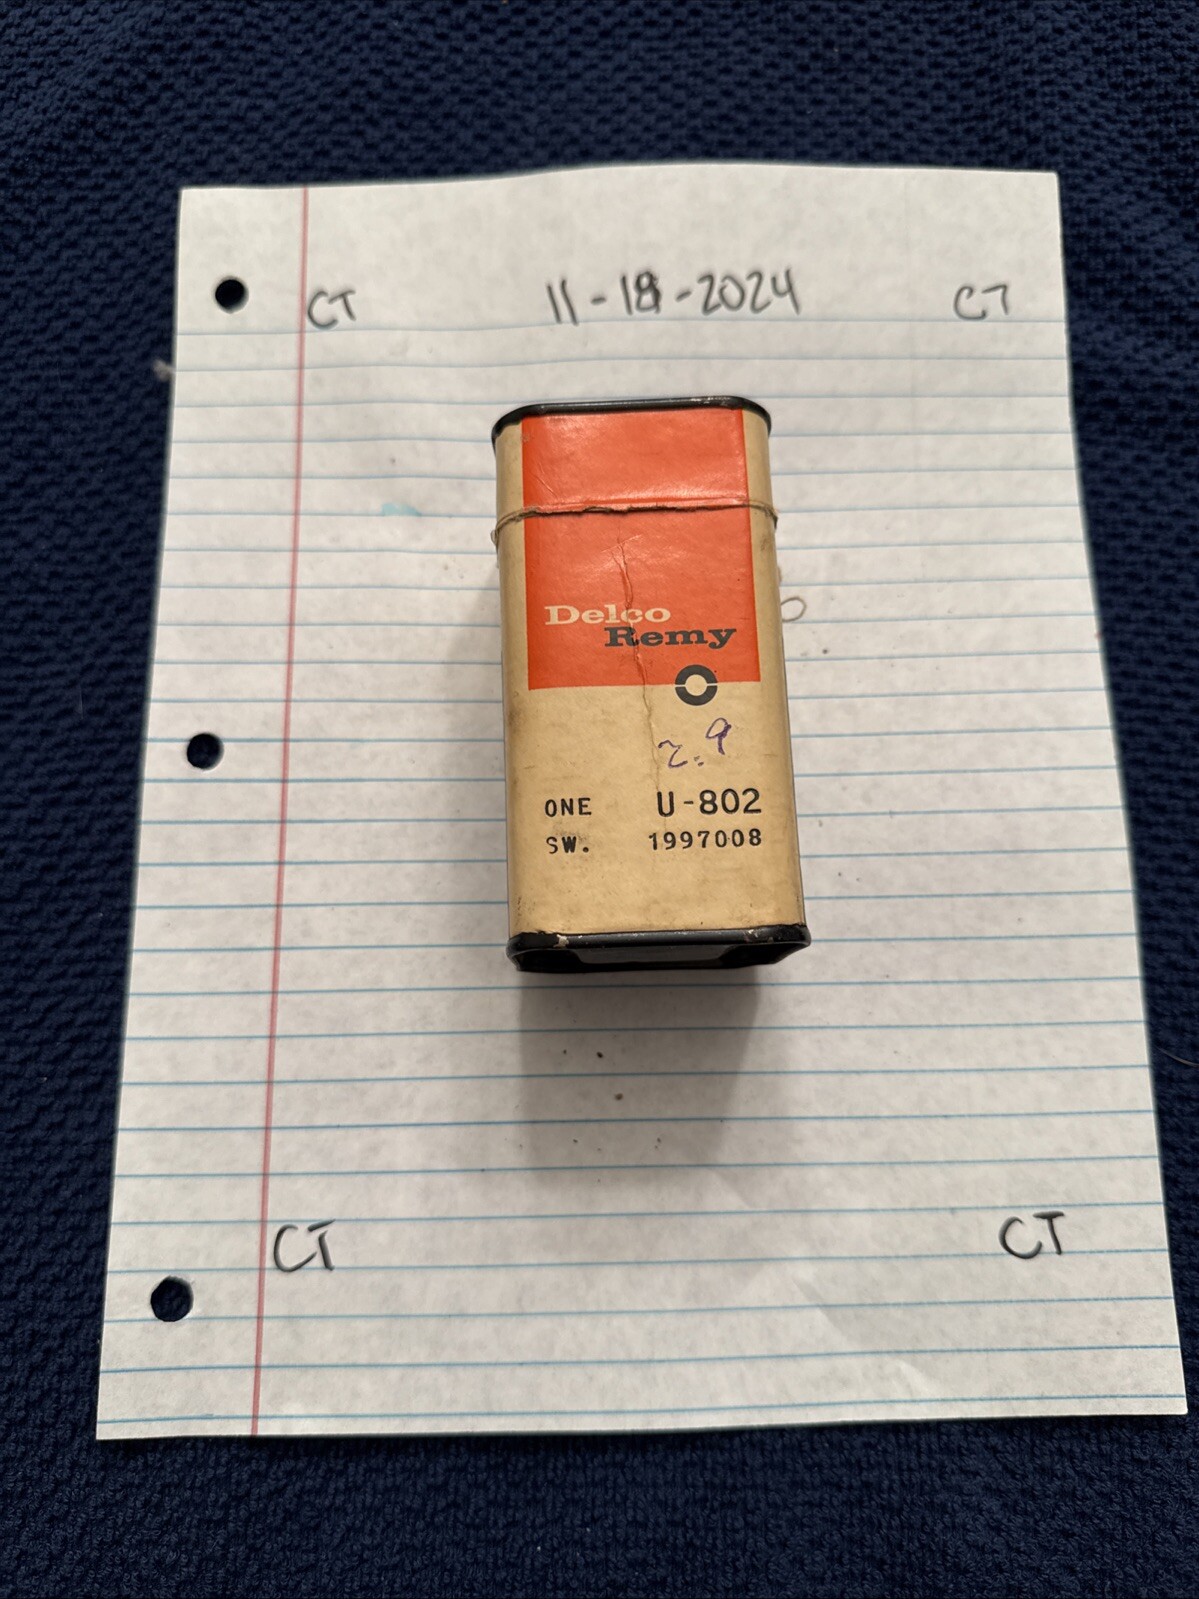 CT 11-18-2024 CT
Delco
Remy
2.9
ONE U-802
SW. 1997008
CT CT